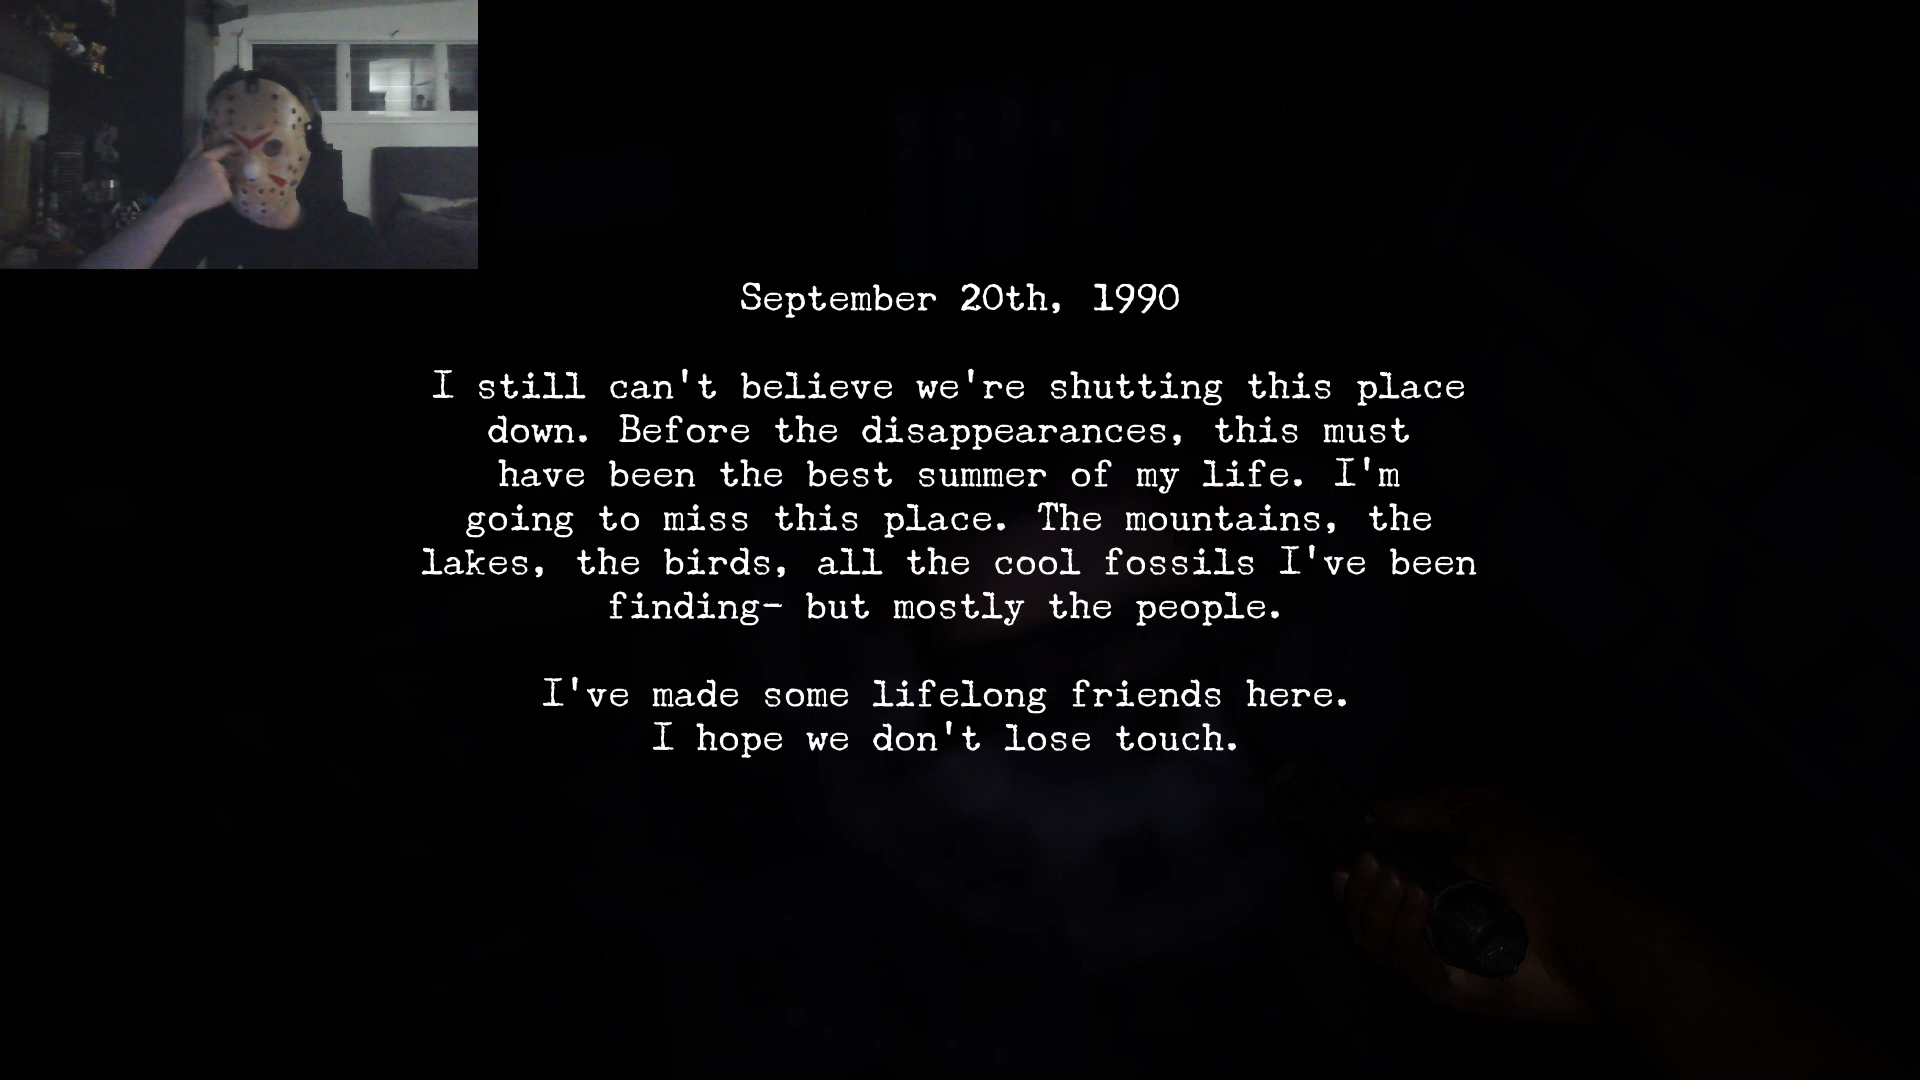 September 20th, 1990
I still can't believe we're shutting this place
down. Before the disappearances, this must
have been the best summer of my life. I'm
going to miss this place. The mountains, the
lakes, the birds, all the cool fossils I've been
finding- but mostly the people.
I've made some lifelong friends here.
I hope we don't lose touch.